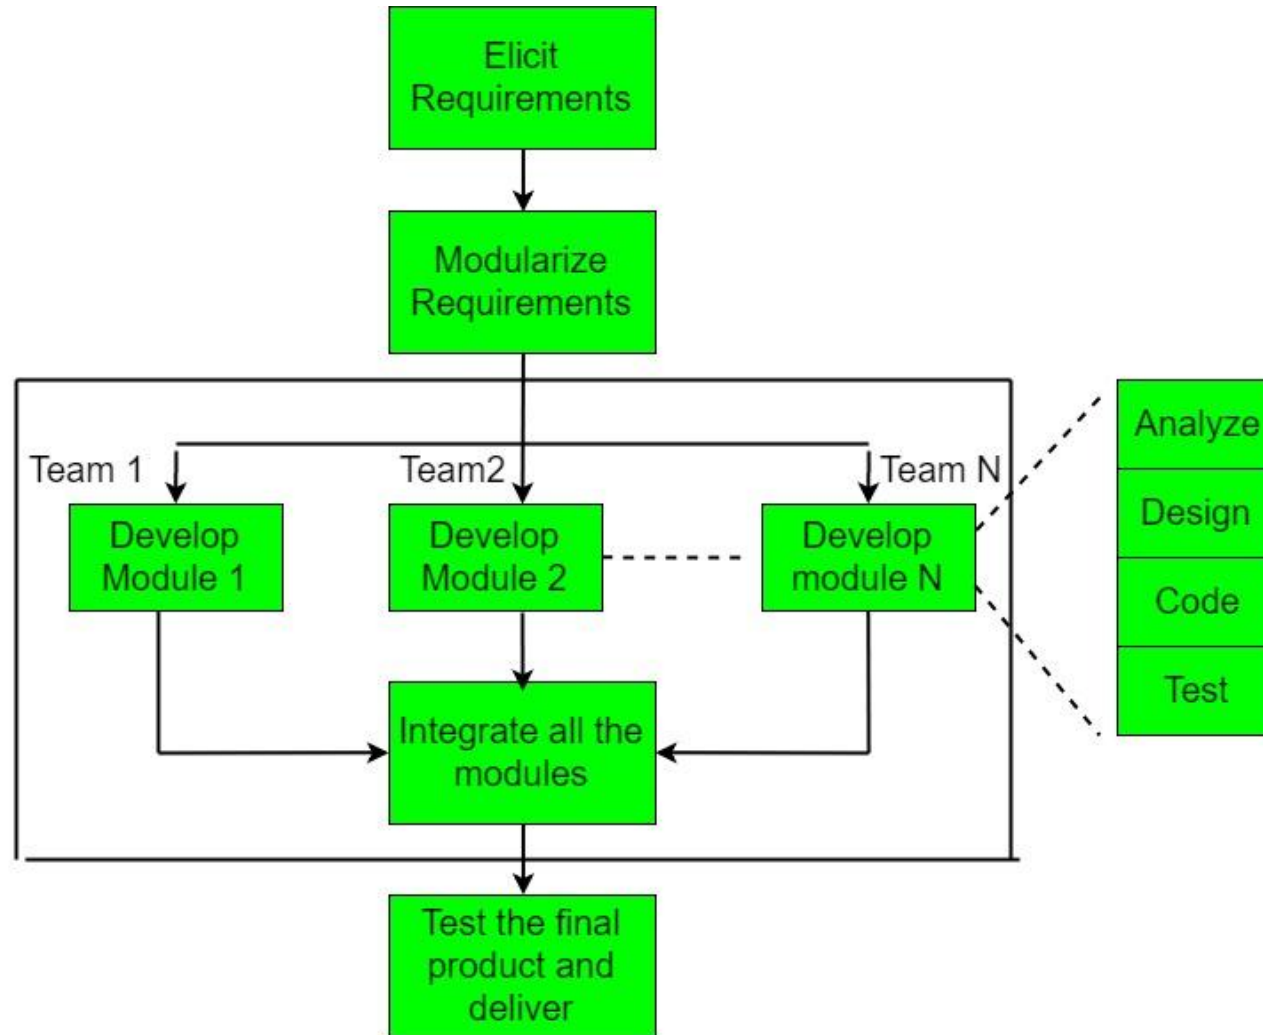 Elicit
Requirements
Modularize
Requirements
Team 1
Team2
Team N
Develop
Module 1
Develop
Module 2
Develop
module N
Analyze
Design
Code
Test
Integrate all the
modules
Test the final
product and
deliver